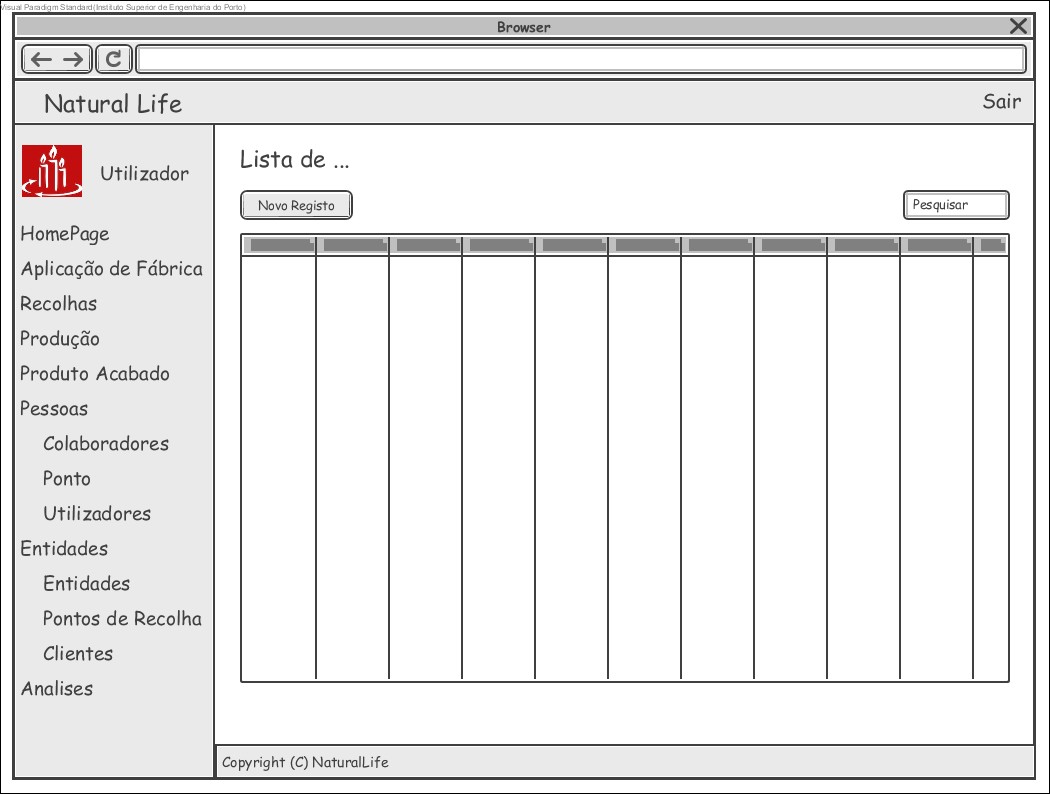 Visual Paradigm Standard(Instituto Superior de Engenharia do Porto)
Browser
Natural Life
Sair
Utilizador
HomePage
Aplicação de Fábrica
Recolhas
Produção
Produto Acabado
Pessoas
Colaboradores
Ponto
Utilizadores
Entidades
Entidades
Pontos de Recolha
Clientes
Analises
Lista de ...
Novo Registo
Pesquisar
Copyright (C) NaturalLife